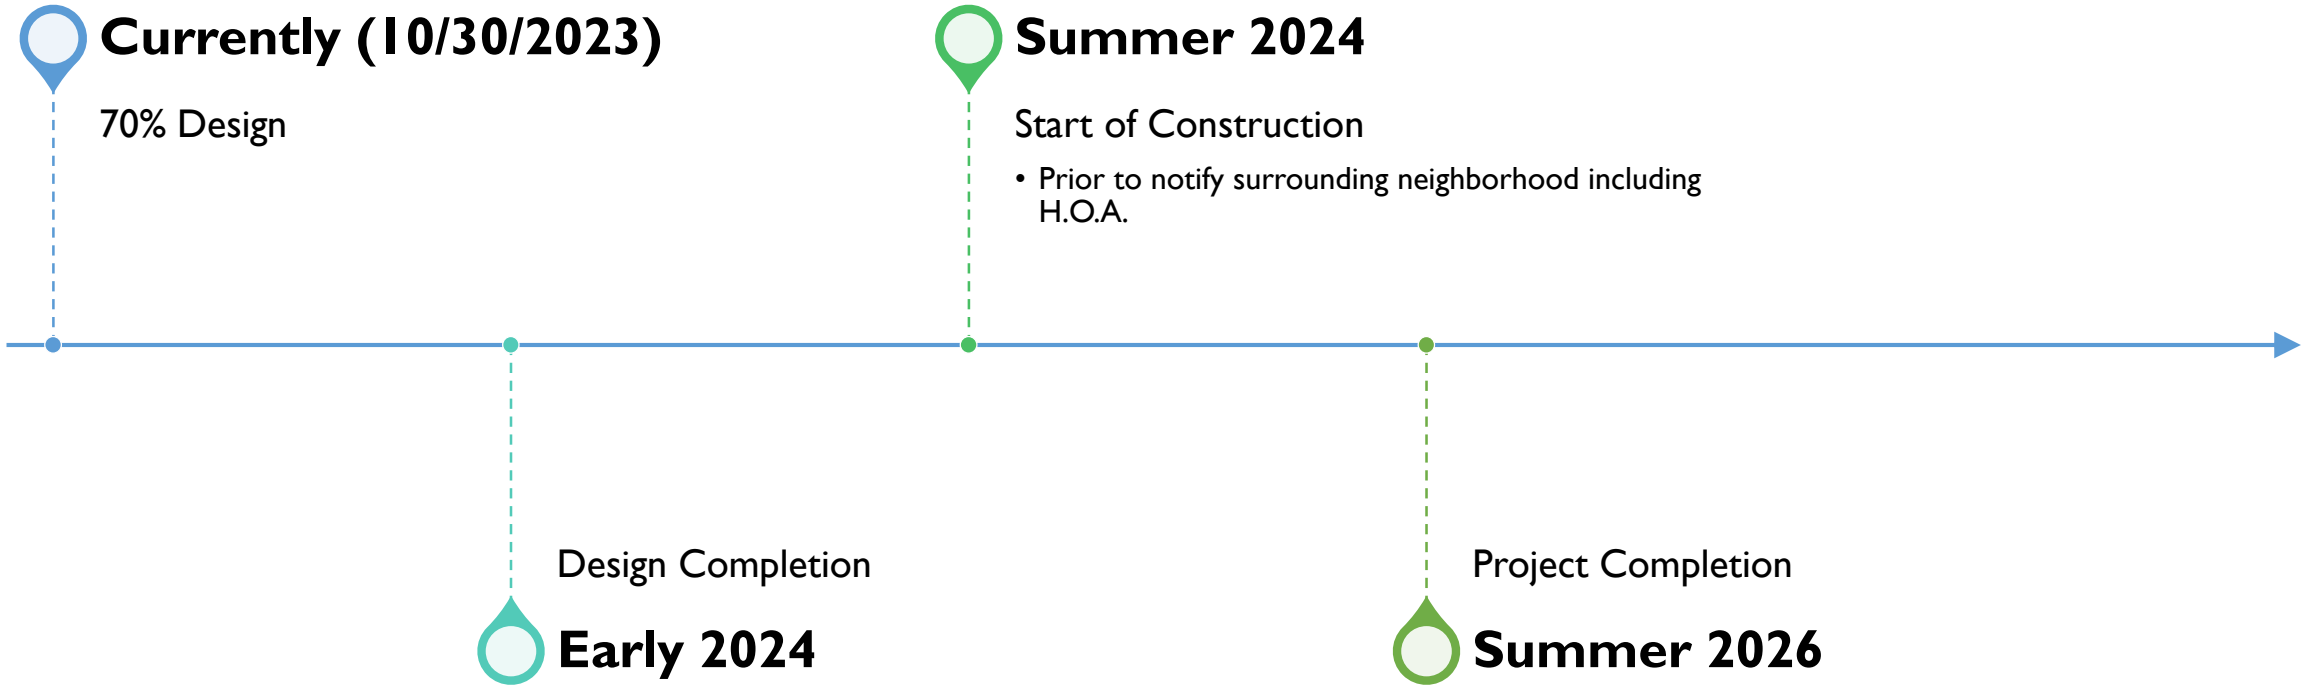 Currently (10/30/2023)
70% Design
Summer 2024
Start of Construction
• Prior to notify surrounding neighborhood including
H.O.A.
Design Completion
Early 2024
Project Completion
Summer 2026